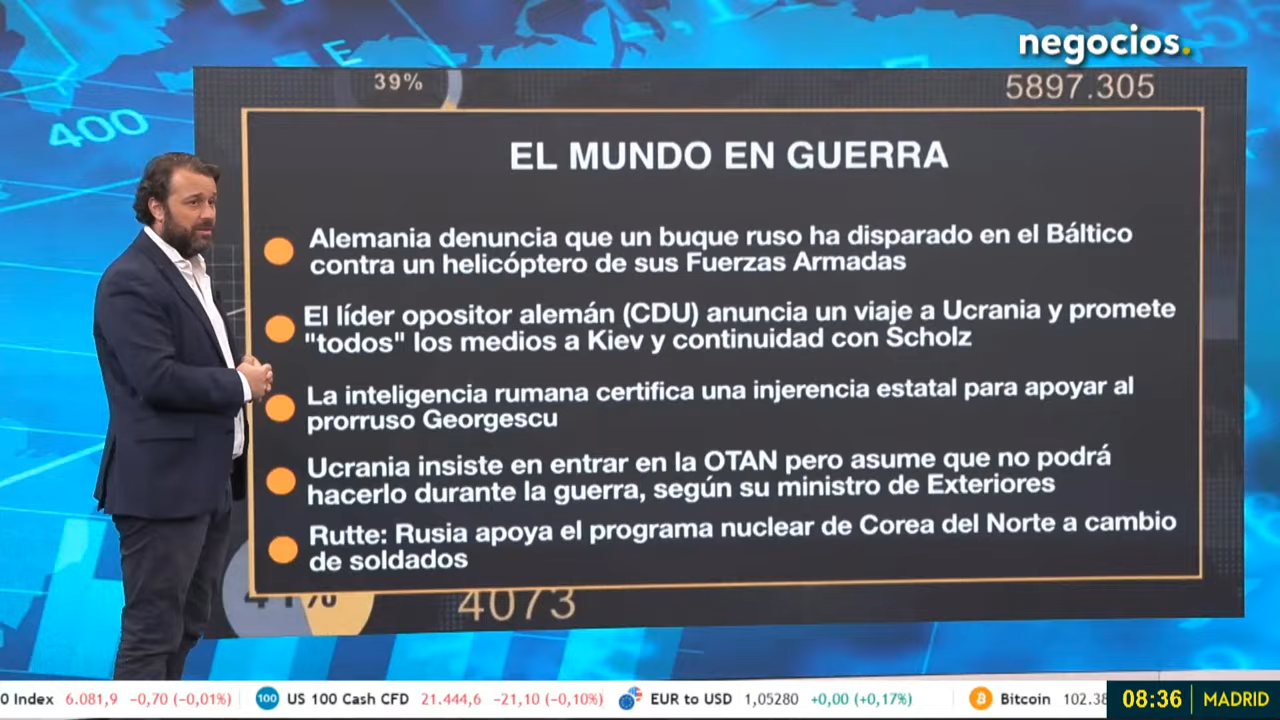 negocios.
39%
5897.305
E
400
EL MUNDO EN GUERRA
Alemania denuncia que un buque ruso ha disparado en el Báltico
contra un helicóptero de sus Fuerzas Armadas
El líder opositor alemán (CDU) anuncia un viaje a Ucrania y promete
"todos" los medios a Kiev y continuidad con Scholz
La inteligencia rumana certifica una injerencia estatal para apoyar al
prorruso Georgescu
Ucrania insiste en entrar en la OTAN pero asume que no podrá
hacerlo durante la guerra, según su ministro de Exteriores
Rutte: Rusia apoya el programa nuclear de Corea del Norte a cambio
de soldados
4073
0 Index 6.081,9 −0,70 (−0,01%) 100 US 100 Cash CFD 21.444,6 −21,10 (−0,10%) EUR to USD 1,05280 +0,00 (+0,17%) Bitcoin 102.38 08:36 MADRID